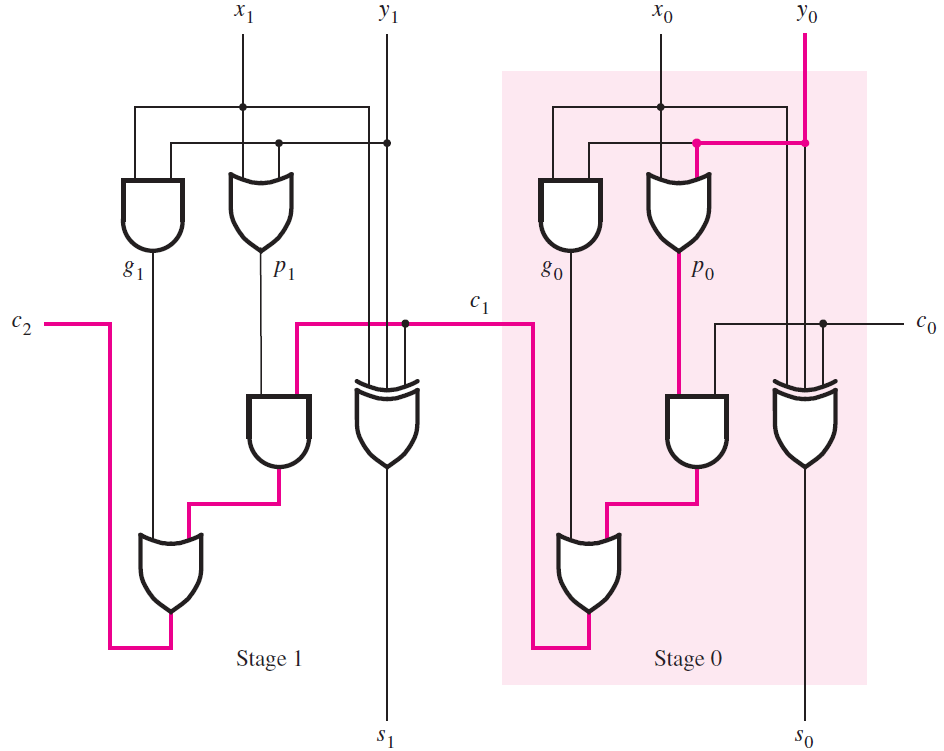 x1 y1 x0 y0
g1 p1 g0 p0
c1
c2 c0
Stage 1 Stage 0
s1 s0